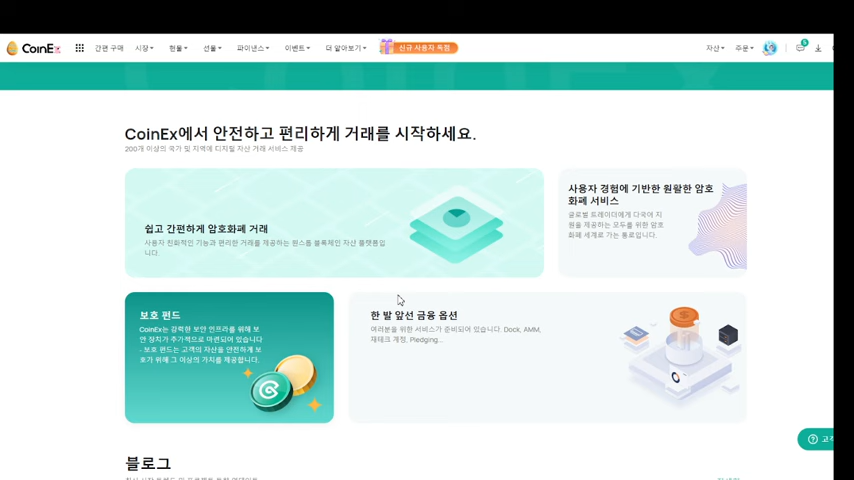 CoinEx
간편 구매
시장
현물
선물
파이낸스
이벤트
더 알아보기
신규 사용자 특전
자산
주문
5
CoinEx에서 안전하고 편리하게 거래를 시작하세요.
200개 이상의 국가 및 지역에 디지털 자산 거래 서비스 제공
쉽고 간편하게 암호화폐 거래
사용자 친화적인 기능과 편리한 거래를 제공하는 원스톱 블록체인 자산 플랫폼입
니다.
사용자 경험에 기반한 원활한 암호
화폐 서비스
글로벌 트레이더에게 다국어 지
원을 제공하는 모두를 위한 암호
화폐 세계로 가는 통로입니다.
보호 펀드
CoinEx는 강력한 보안 인프라를 위해 보
안 장치가 추가적으로 마련되어 있습니다
. 보호 펀드는 고객의 자산을 안전하게 보
호가 위해 그 이상의 가치를 제공합니다.
한 발 앞선 금융 옵션
여러분을 위한 서비스가 준비되어 있습니다. Dock, AMM,
재테크 계정, Pledging...
블로그